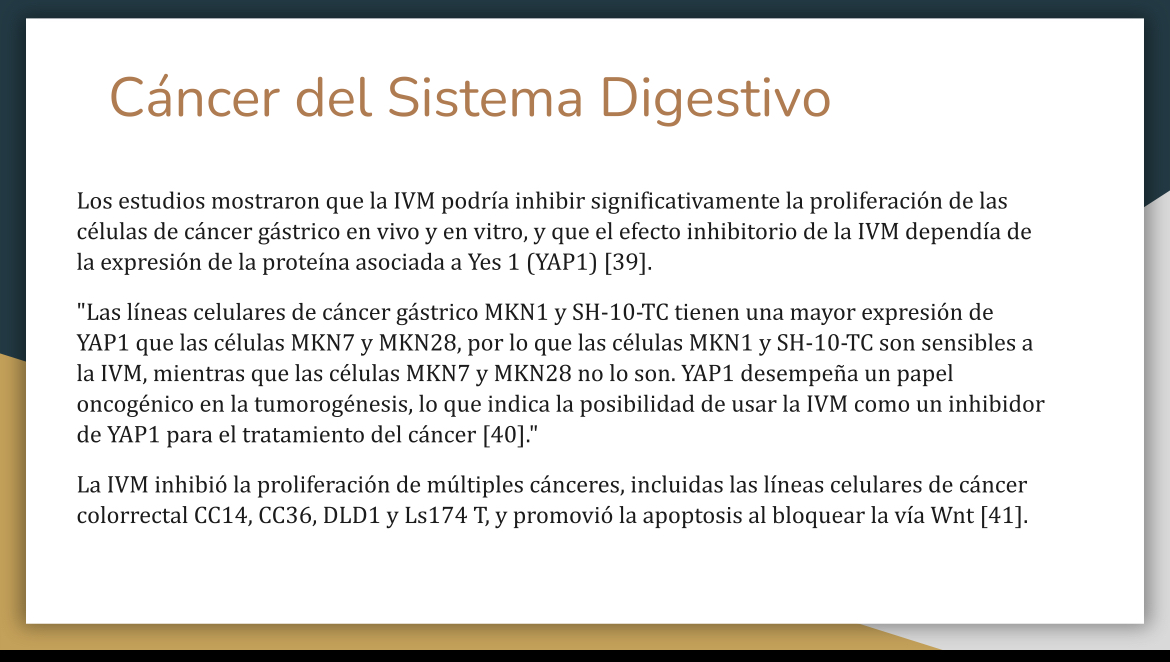 Cáncer del Sistema Digestivo
Los estudios mostraron que la IVM podría inhibir significativamente la proliferación de las
células de cáncer gástrico en vivo y en vitro, y que el efecto inhibitorio de la IVM dependía de
la expresión de la proteína asociada a Yes 1 (YAP1) [39].
"Las líneas celulares de cáncer gástrico MKN1 y SH-10-TC tienen una mayor expresión de
YAP1 que las células MKN7 y MKN28, por lo que las células MKN1 y SH-10-TC son sensibles a
la IVM, mientras que las células MKN7 y MKN28 no lo son. YAP1 desempeña un papel
oncogénico en la tumorogénesis, lo que indica la posibilidad de usar la IVM como un inhibidor
de YAP1 para el tratamiento del cáncer [40]."
La IVM inhibió la proliferación de múltiples cánceres, incluidas las líneas celulares de cáncer
colorrectal CC14, CC36, DLD1 y Ls174 T, y promovió la apoptosis al bloquear la vía Wnt [41].